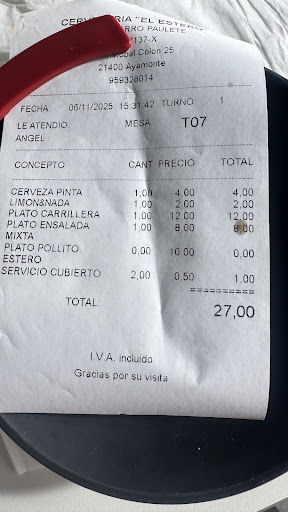 CERVECERIA "EL ESTERO"
RRO PAULETE
137-X
stobal Colon 25
21400 Ayamonte
959328014
FECHA 06/11/2025 15:31:42 TURNO: 1
LE ATENDIO MESA T07
ANGEL
CONCEPTO CANT PRECIO TOTAL
CERVEZA PINTA 1,00 4,00 4,00
LIMON&NADA 1,00 2,00 2,00
PLATO CARRILLERA 1,00 12,00 12,00
PLATO ENSALADA 1,00 8,00 8,00
MIXTA
PLATO POLLITO 0,00 10,00 0,00
ESTERO
SERVICIO CUBIERTO 2,00 0,50 1,00
========
TOTAL: 27,00
I.V.A. incluido
Gracias por su visita